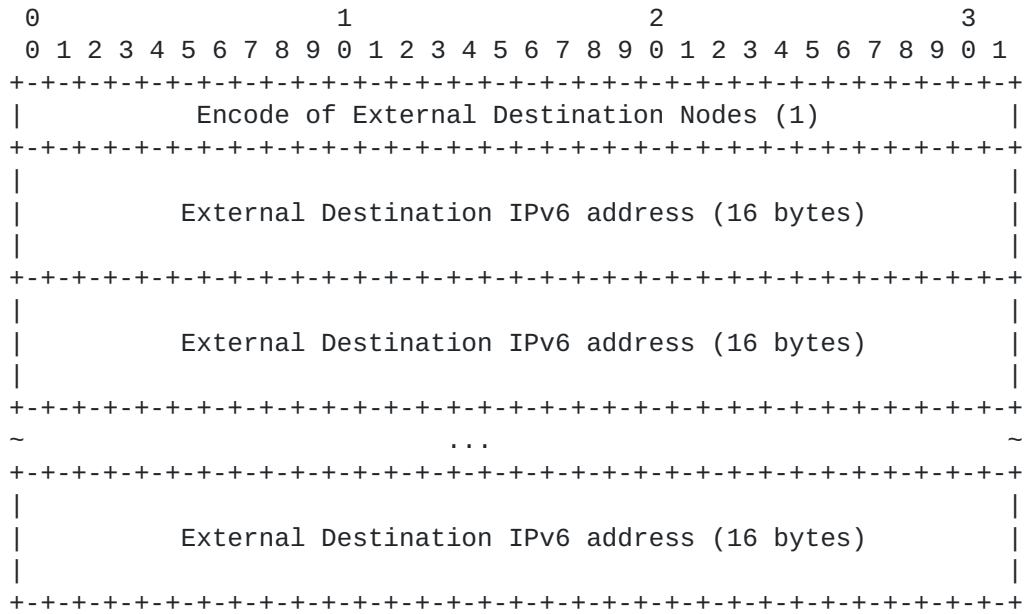 0                   1                   2                   3
 0 1 2 3 4 5 6 7 8 9 0 1 2 3 4 5 6 7 8 9 0 1 2 3 4 5 6 7 8 9 0 1
+-+-+-+-+-+-+-+-+-+-+-+-+-+-+-+-+-+-+-+-+-+-+-+-+-+-+-+-+-+-+-+-+
|           Encode of External Destination Nodes (1)            |
+-+-+-+-+-+-+-+-+-+-+-+-+-+-+-+-+-+-+-+-+-+-+-+-+-+-+-+-+-+-+-+-+
|                                                               |
|          External Destination IPv6 address (16 bytes)         |
|                                                               |
+-+-+-+-+-+-+-+-+-+-+-+-+-+-+-+-+-+-+-+-+-+-+-+-+-+-+-+-+-+-+-+-+
|                                                               |
|          External Destination IPv6 address (16 bytes)         |
|                                                               |
+-+-+-+-+-+-+-+-+-+-+-+-+-+-+-+-+-+-+-+-+-+-+-+-+-+-+-+-+-+-+-+-+
~                           ...                                 ~
+-+-+-+-+-+-+-+-+-+-+-+-+-+-+-+-+-+-+-+-+-+-+-+-+-+-+-+-+-+-+-+-+
|                                                               |
|          External Destination IPv6 address (16 bytes)         |
|                                                               |
+-+-+-+-+-+-+-+-+-+-+-+-+-+-+-+-+-+-+-+-+-+-+-+-+-+-+-+-+-+-+-+-+